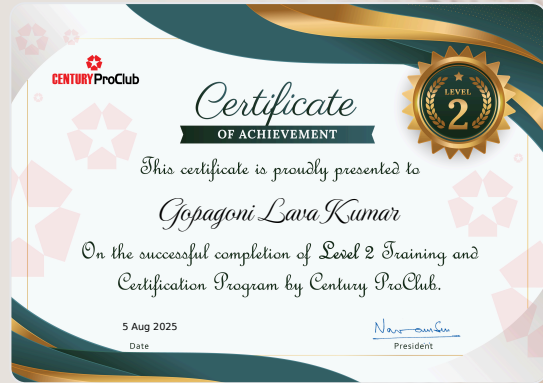 CENTURY ProClub
LEVEL
2
Certificate
OF ACHIEVEMENT
This certificate is proudly presented to
Gopagoni Lava Kumar
On the successful completion of Level 2 Training and
Certification Program by Century ProClub.
5 Aug 2025
Date
President